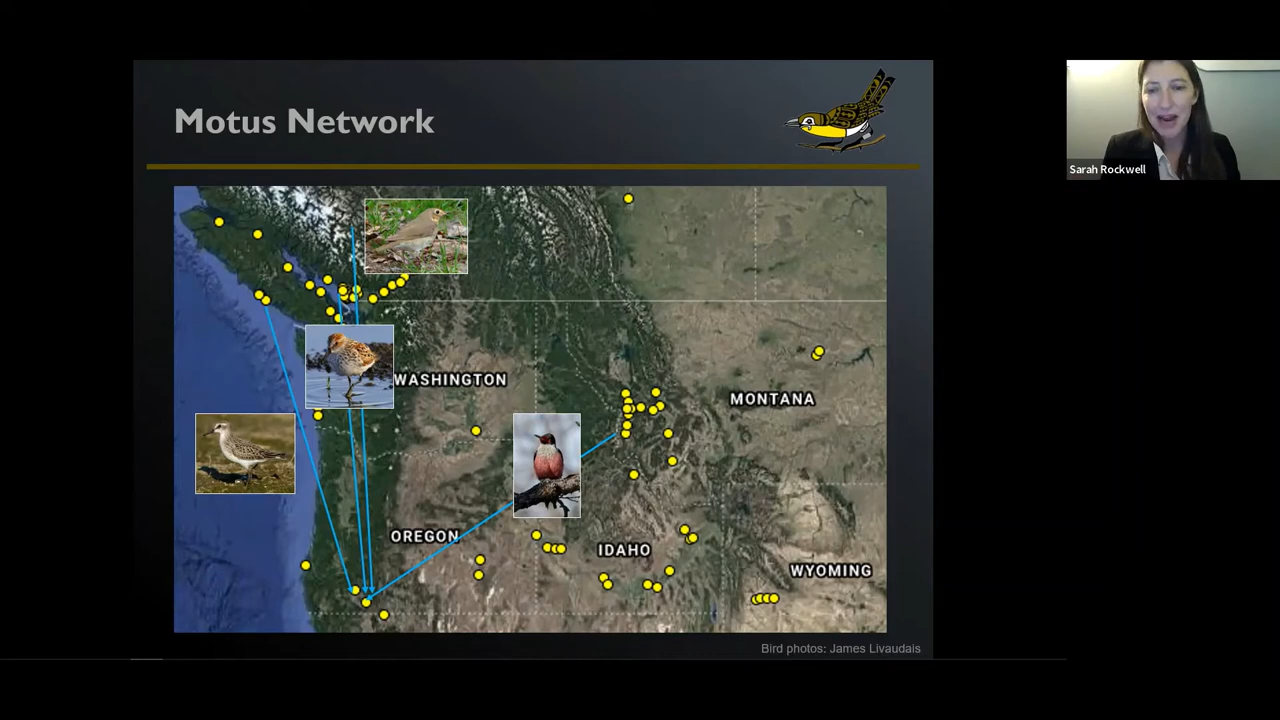 Motus Network
Sarah Rockwell
WASHINGTON
MONTANA
OREGON
IDAHO
WYOMING
Bird photos: James Livaudais